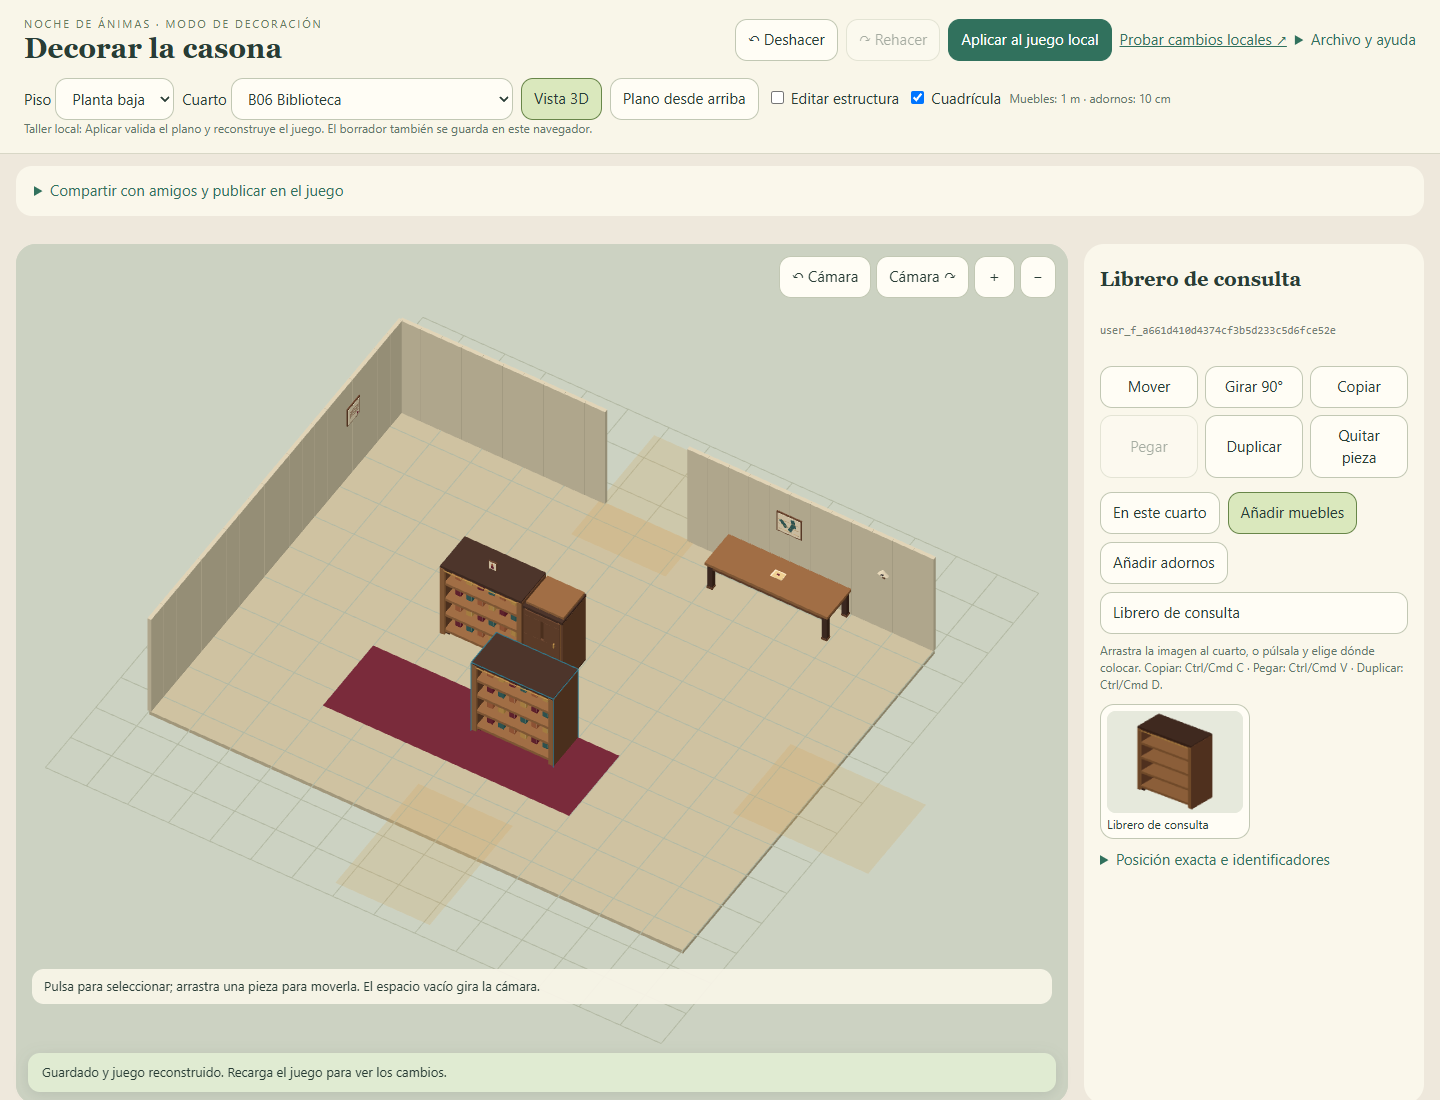 NOCHE DE ÁNIMAS · MODO DE DECORACIÓN
Decorar la casona
↶ Deshacer
↷ Rehacer
Aplicar al juego local
Probar cambios locales ↗
▶ Archivo y ayuda
Piso
Planta baja
Cuarto
B06 Biblioteca
Vista 3D
Plano desde arriba
Editar estructura
Cuadrícula
Muebles: 1 m · adornos: 10 cm
Taller local: Aplicar valida el plano y reconstruye el juego. El borrador también se guarda en este navegador.
▶ Compartir con amigos y publicar en el juego
↶ Cámara
Cámara ↷
+
−
Pulsa para seleccionar; arrastra una pieza para moverla. El espacio vacío gira la cámara.
Guardado y juego reconstruido. Recarga el juego para ver los cambios.
Librero de consulta
user_f_a661d410d4374cf3b5d233c5d6fce52e
Mover
Girar 90°
Copiar
Pegar
Duplicar
Quitar
pieza
En este cuarto
Añadir muebles
Añadir adornos
Librero de consulta
Arrastra la imagen al cuarto, o púlsala y elige dónde
colocar. Copiar: Ctrl/Cmd C · Pegar: Ctrl/Cmd V · Duplicar:
Ctrl/Cmd D.
Librero de consulta
▶ Posición exacta e identificadores